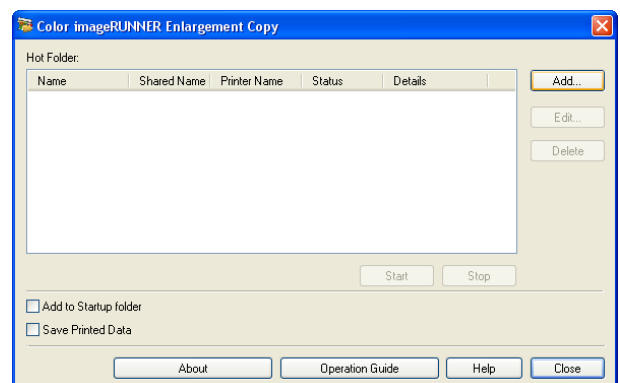 Color imageRUNNER Enlargement Copy
Hot Folder:
Name Shared Name Printer Name Status Details
Add...
Edit...
Delete
Start Stop
Add to Startup folder
Save Printed Data
About Operation Guide Help Close